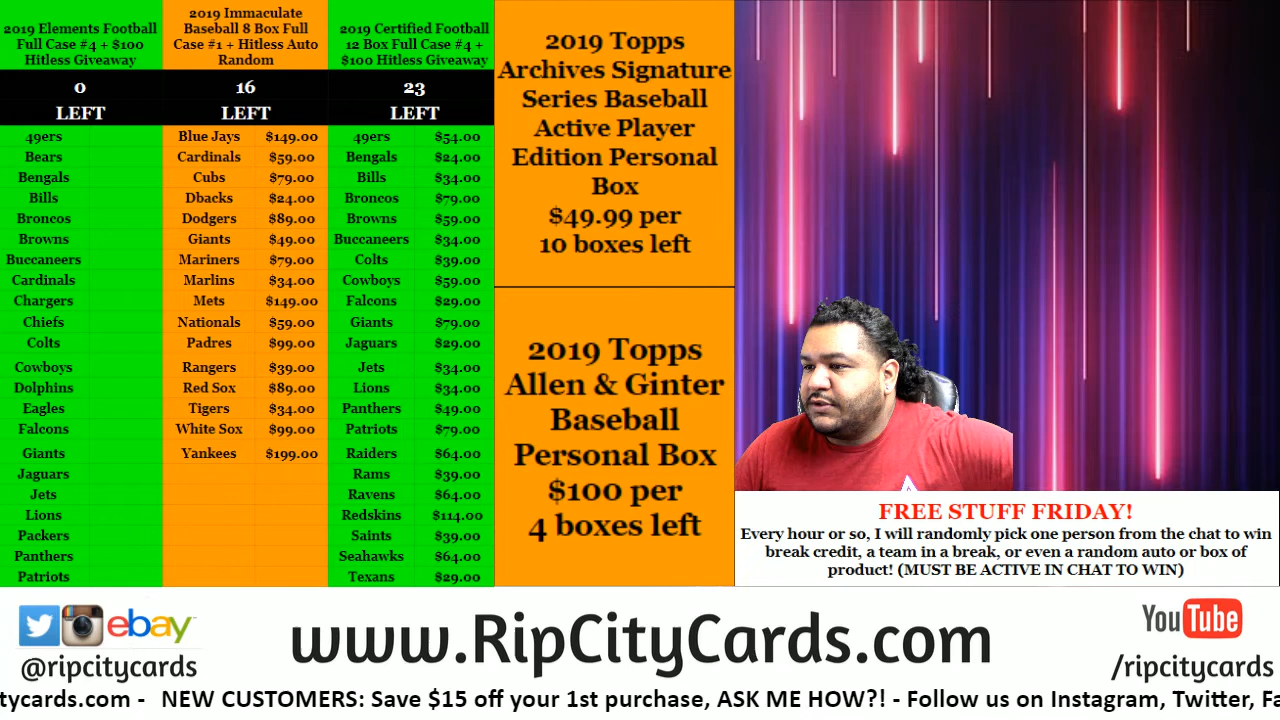 2019 Elements Football
Full Case #4 + $100
Hitless Giveaway
0
LEFT
49ers
Bears
Bengals
Bills
Broncos
Browns
Buccaneers
Cardinals
Chargers
Chiefs
Colts
Cowboys
Dolphins
Eagles
Falcons
Giants
Jaguars
Jets
Lions
Packers
Panthers
Patriots
2019 Immaculate
Baseball 8 Box Full
Case #1 + Hitless Auto
Random
16
LEFT
Blue Jays $149.00
Cardinals $59.00
Cubs $79.00
Dbacks $24.00
Dodgers $89.00
Giants $49.00
Mariners $79.00
Marlins $34.00
Mets $149.00
Nationals $59.00
Padres $99.00
Rangers $39.00
Red Sox $89.00
Tigers $34.00
White Sox $99.00
Yankees $199.00
2019 Certified Football
12 Box Full Case #4 +
$100 Hitless Giveaway
23
LEFT
49ers $54.00
Bengals $24.00
Bills $34.00
Broncos $79.00
Browns $59.00
Buccaneers $34.00
Colts $39.00
Cowboys $59.00
Falcons $29.00
Giants $79.00
Jaguars $29.00
Jets $34.00
Lions $34.00
Panthers $49.00
Patriots $79.00
Raiders $64.00
Rams $39.00
Ravens $64.00
Redskins $114.00
Saints $39.00
Seahawks $64.00
Texans $29.00
2019 Topps
Archives Signature
Series Baseball
Active Player
Edition Personal
Box
$49.99 per
10 boxes left
2019 Topps
Allen & Ginter
Baseball
Personal Box
$100 per
4 boxes left
FREE STUFF FRIDAY!
Every hour or so, I will randomly pick one person from the chat to win
break credit, a team in a break, or even a random auto or box of
product! (MUST BE ACTIVE IN CHAT TO WIN)
ebay
@ripcitycards
www.RipCityCards.com
YouTube
/ripcitycards
tycards.com - NEW CUSTOMERS: Save $15 off your 1st purchase, ASK ME HOW?! - Follow us on Instagram, Twitter, Fa